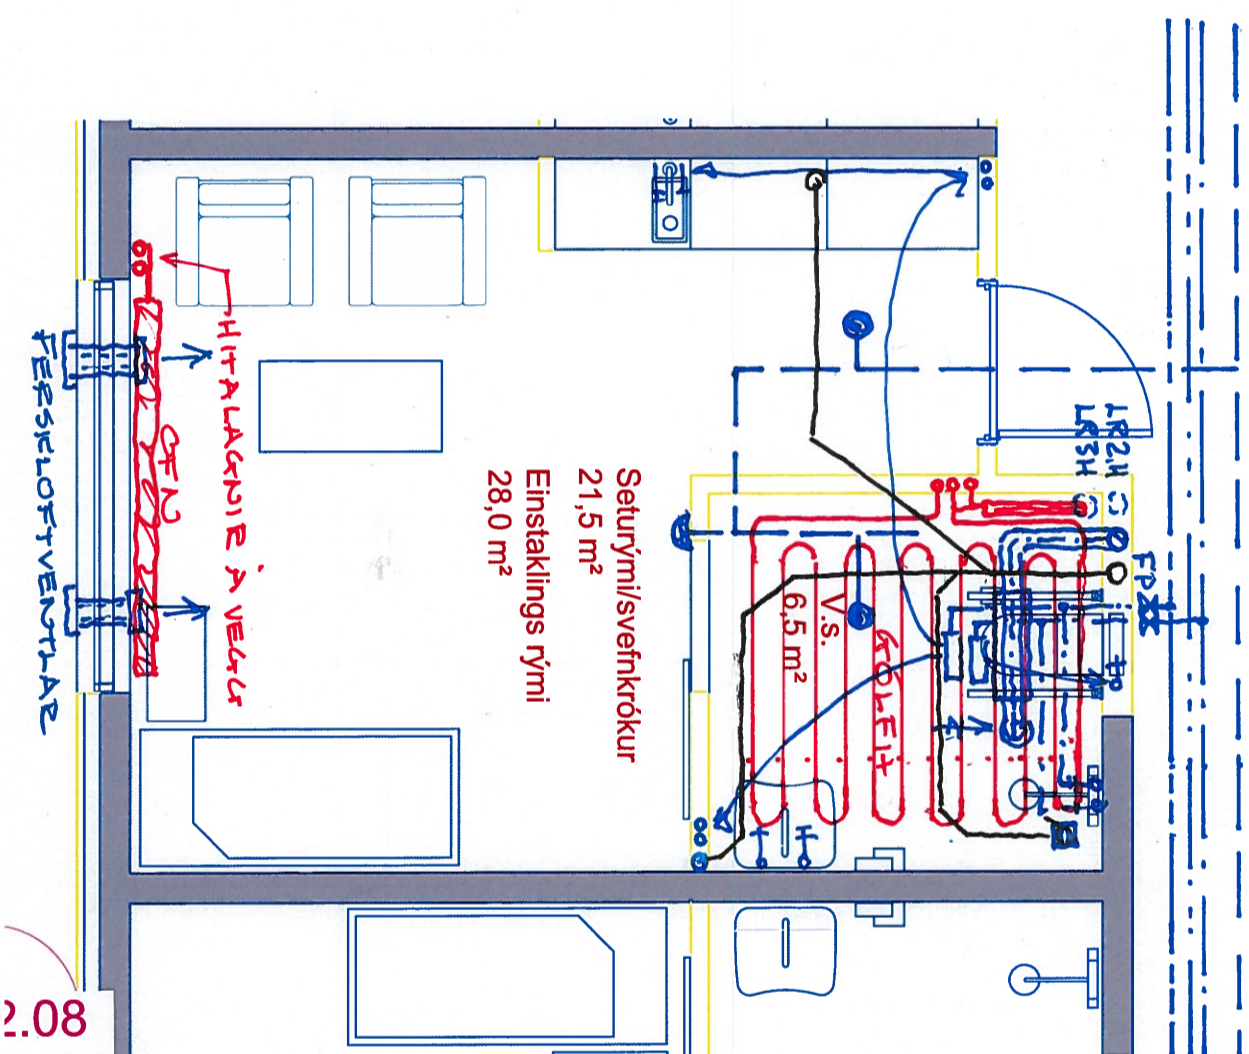 HITALAGNIR Á VEGG
OFN
FERSKLOFTVENTLAR
Seturými/svefnkrókur
21,5 m²
Einstaklings rými
28,0 m²
V.s.
6,5 m²
GÓLFIT
LR2.H
LR3H
FP
2.08